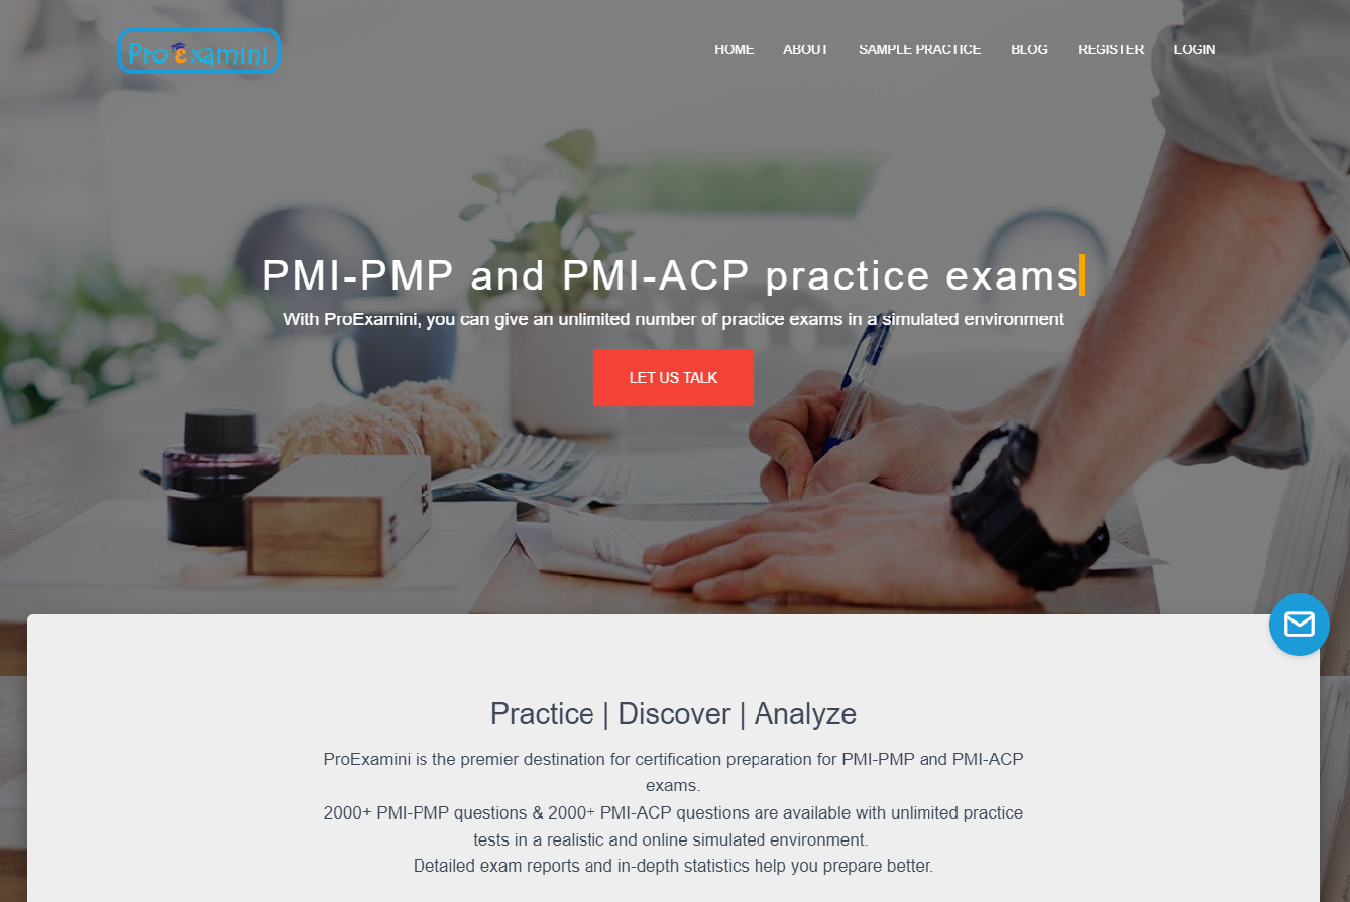 ProExamini
HOME ABOUT SAMPLE PRACTICE BLOG REGISTER LOGIN
PMI-PMP and PMI-ACP practice exams
With ProExamini, you can give an unlimited number of practice exams in a simulated environment
LET US TALK
Practice | Discover | Analyze
ProExamini is the premier destination for certification preparation for PMI-PMP and PMI-ACP
exams.
2000+ PMI-PMP questions & 2000+ PMI-ACP questions are available with unlimited practice
tests in a realistic and online simulated environment.
Detailed exam reports and in-depth statistics help you prepare better.